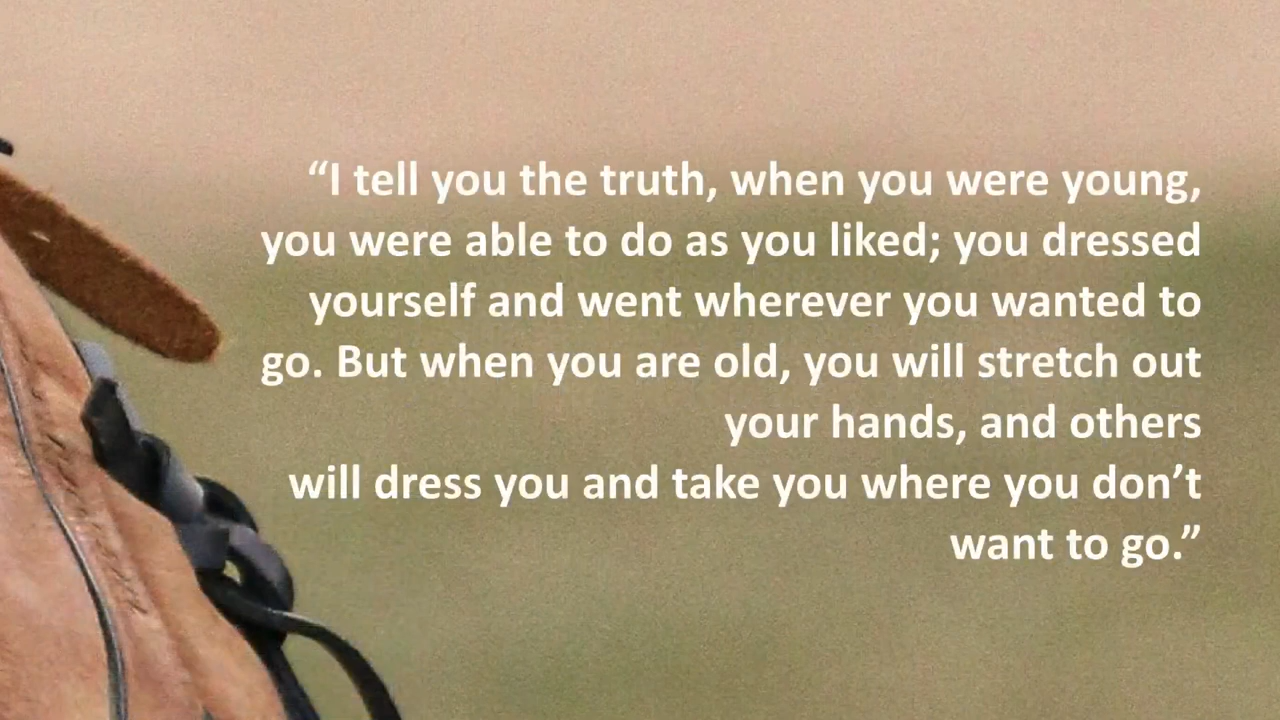 “I tell you the truth, when you were young,
you were able to do as you liked; you dressed
yourself and went wherever you wanted to
go. But when you are old, you will stretch out
your hands, and others
will dress you and take you where you don’t
want to go.”